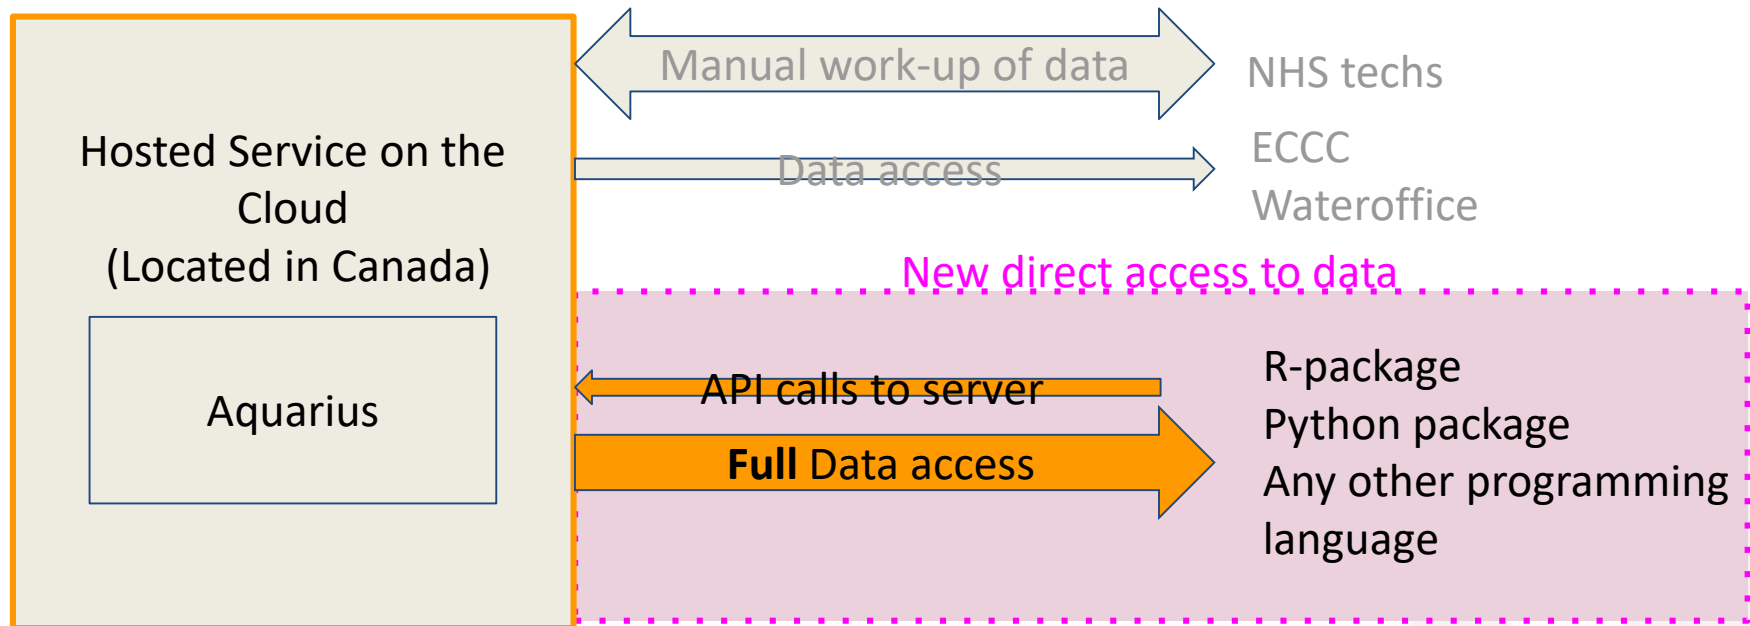 Hosted Service on the
Cloud
(Located in Canada)
Aquarius
Manual work-up of data
NHS techs
Data access
ECCC
Wateroffice
New direct access to data
API calls to server
Full Data access
R-package
Python package
Any other programming
language